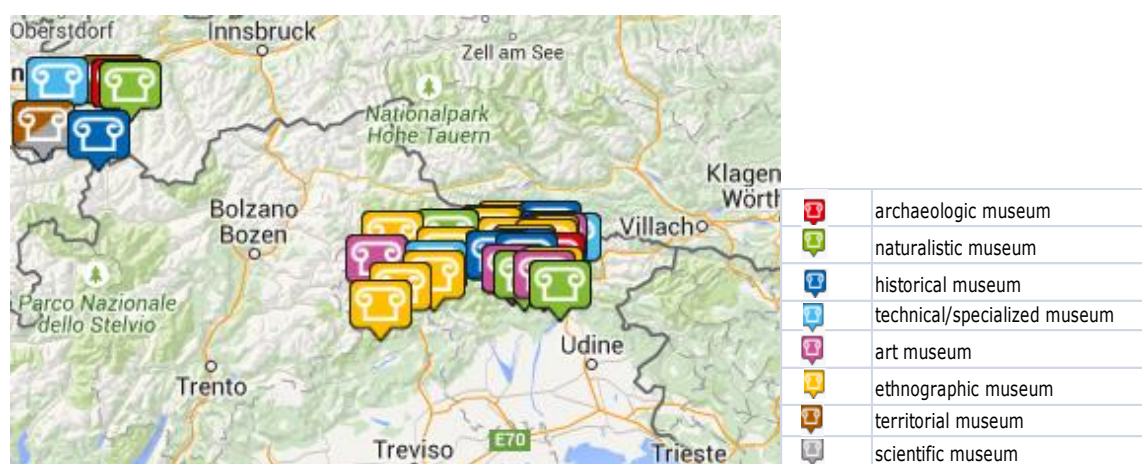 Oberstdorf
Innsbruck
Zell am See
Nationalpark
Hohe Tauern
Klagen
Wörth
Bolzano
Bozen
Villach
Parco Nazionale
dello Stelvio
Udine
Trento
Treviso
E70
Trieste
archaeologic museum
naturalistic museum
historical museum
technical/specialized museum
art museum
ethnographic museum
territorial museum
scientific museum